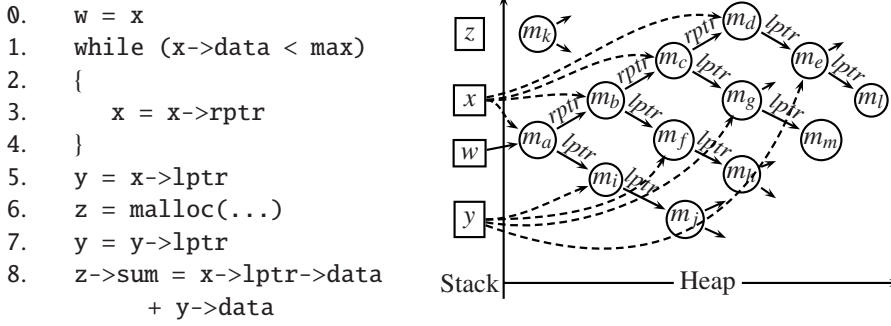 0. w = x
1. while (x->data < max)
2. {
3. x = x->rptr
4. }
5. y = x->lptr
6. z = malloc(...)
7. y = y->lptr
8. z->sum = x->lptr->data
+ y->data
z
x
w
y
m_k
m_d
m_c
m_e
m_b
m_g
m_l
m_a
m_f
m_m
m_i
m_h
m_j
rptr
rptr
rptr
lptr
lptr
lptr
lptr
lptr
lptr
lptr
lptr
Stack
Heap